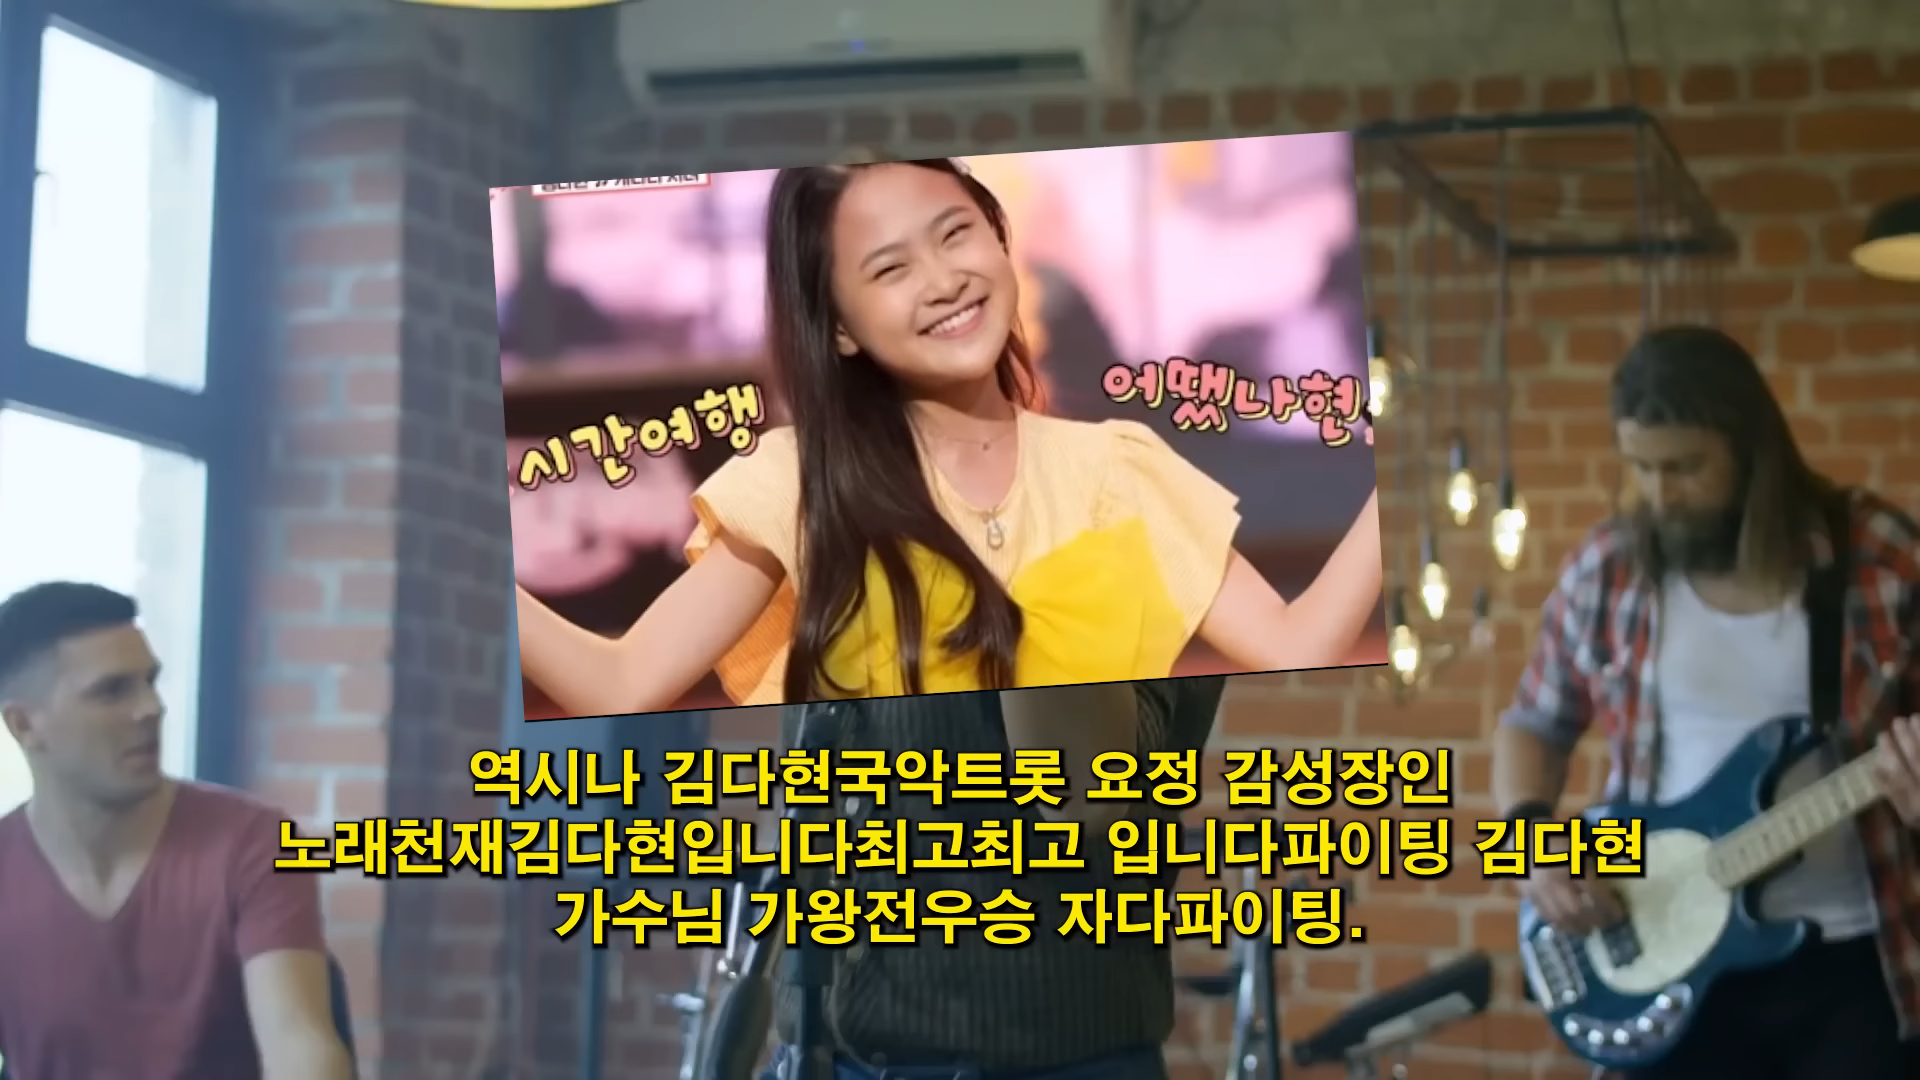 시간여행
어땠나현
역시나 김다현국악트롯 요정 감성장인
노래천재김다현입니다최고최고 입니다파이팅 김다현
가수님 가왕전우승 자다파이팅.